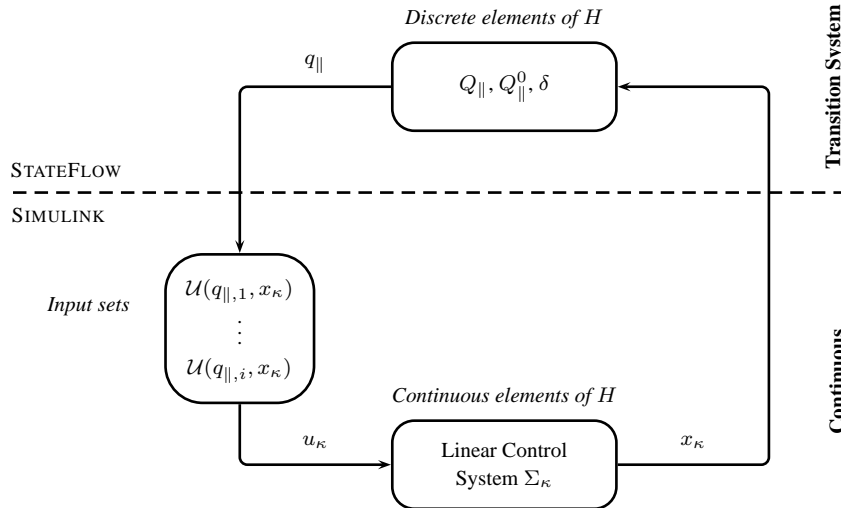 Discrete elements of H
q∥
Q∥, Q∥⁰, δ
Transition System
STATEFLOW
SIMULINK
Input sets
𝒰(q∥,1, xκ)
⋮
𝒰(q∥,i, xκ)
Continuous
Continuous elements of H
uκ
Linear Control
System Σκ
xκ